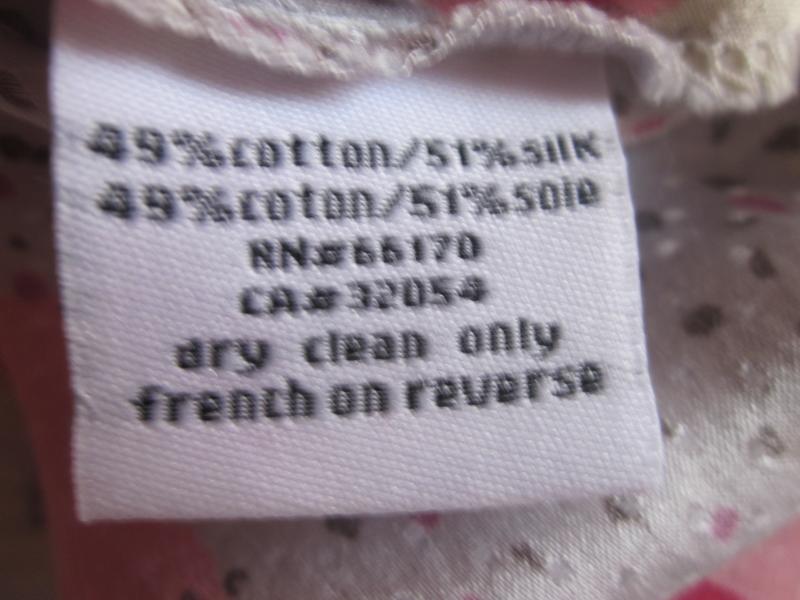 49%cotton/51%silk
49%coton/51%soie
RN#66170
CA#32054
dry clean only
french on reverse